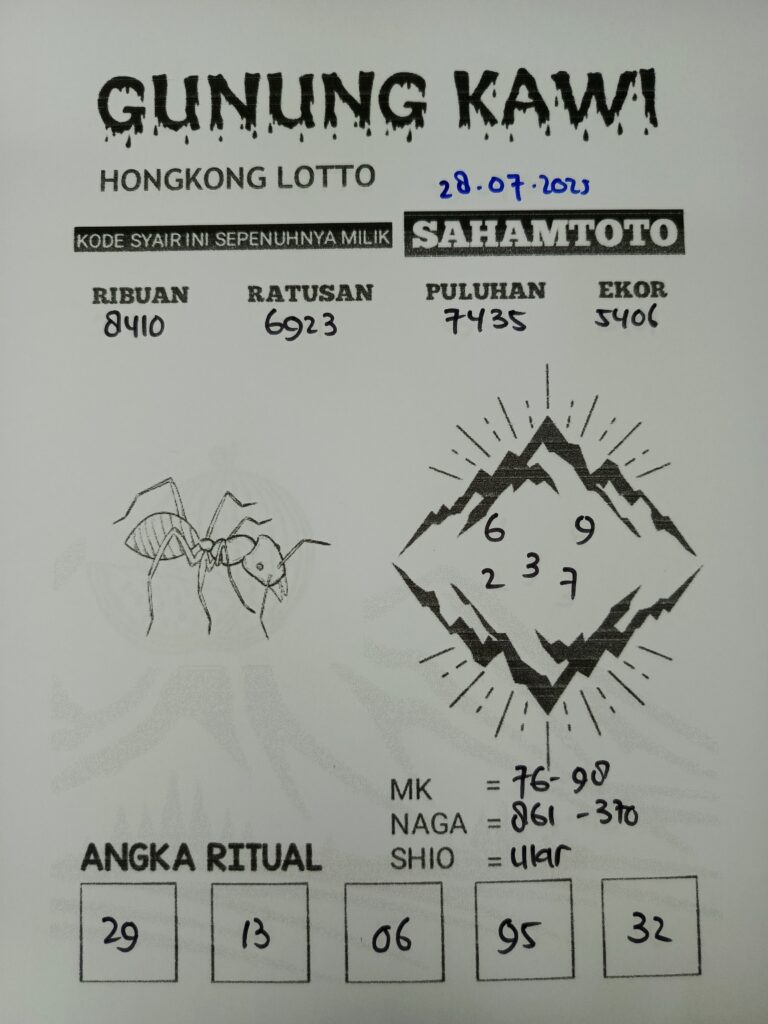 GUNUNG KAWI
HONGKONG LOTTO 28.07.2023
KODE SYAIR INI SEPENUHNYA MILIK SAHAMTOTO
RIBUAN RATUSAN PULUHAN EKOR
8410 6923 7435 5406
6 9
3
2 7
MK = 76-98
NAGA = 861 - 370
SHIO = ular
ANGKA RITUAL
29 13 06 95 32